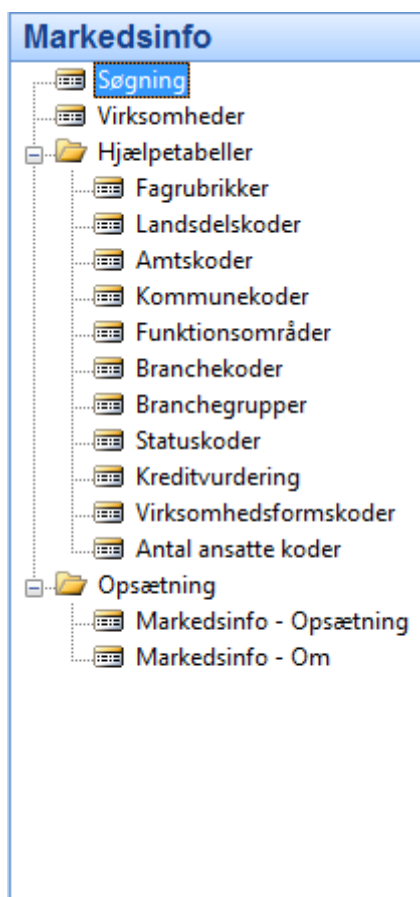 Markedsinfo
Søgning
Virksomheder
Hjælpetabeller
Fagrubrikker
Landsdelskoder
Amtskoder
Kommunekoder
Funktionsområder
Branchekoder
Branchegrupper
Statuskoder
Kreditvurdering
Virksomhedsformskoder
Antal ansatte koder
Opsætning
Markedsinfo - Opsætning
Markedsinfo - Om